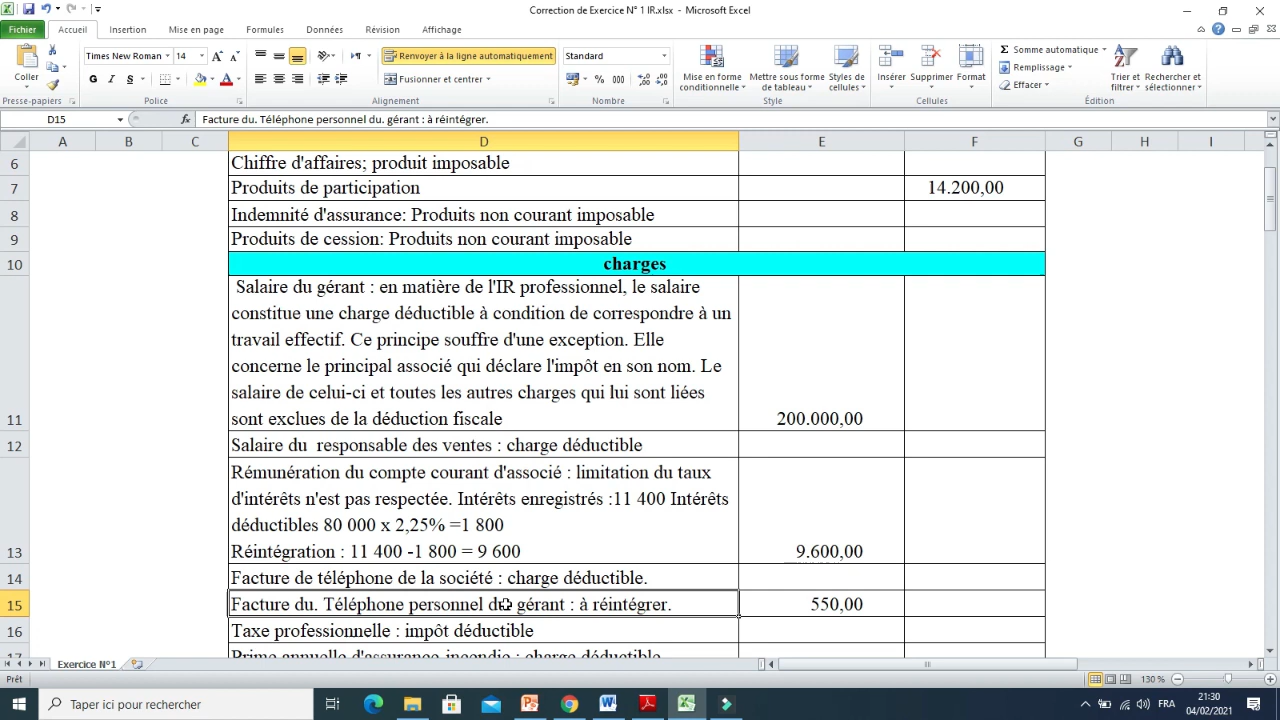 Correction de Exercice N° 1 IR.xlsx - Microsoft Excel
Fichier Accueil Insertion Mise en page Formules Données Révision Affichage
Coller
Times New Roman 14
G I S
Renvoyer à la ligne automatiquement
Fusionner et centrer
Standard
% 000
Mise en forme conditionnelle
Mettre sous forme de tableau
Styles de cellules
Insérer Supprimer Format
Somme automatique
Remplissage
Effacer
Trier et filtrer
Rechercher et sélectionner
Presse-papiers Police Alignement Nombre Style Cellules Édition
D15 fx Facture du. Téléphone personnel du. gérant : à réintégrer.
A B C D E F G H I
6 Chiffre d'affaires; produit imposable
7 Produits de participation 14.200,00
8 Indemnité d'assurance: Produits non courant imposable
9 Produits de cession: Produits non courant imposable
10 charges
Salaire du gérant : en matière de l'IR professionnel, le salaire
constitue une charge déductible à condition de correspondre à un
travail effectif. Ce principe souffre d'une exception. Elle
concerne le principal associé qui déclare l'impôt en son nom. Le
salaire de celui-ci et toutes les autres charges qui lui sont liées
11 sont exclues de la déduction fiscale 200.000,00
12 Salaire du responsable des ventes : charge déductible
Rémunération du compte courant d'associé : limitation du taux
d'intérêts n'est pas respectée. Intérêts enregistrés :11 400 Intérêts
déductibles 80 000 x 2,25% =1 800
13 Réintégration : 11 400 -1 800 = 9 600 9.600,00
14 Facture de téléphone de la société : charge déductible.
15 Facture du. Téléphone personnel du gérant : à réintégrer. 550,00
16 Taxe professionnelle : impôt déductible
17 Prime annuelle d'assurance-incendie : charge déductible
Exercice N°1
Prêt 130 %
Taper ici pour rechercher
FRA
21:30
04/02/2021